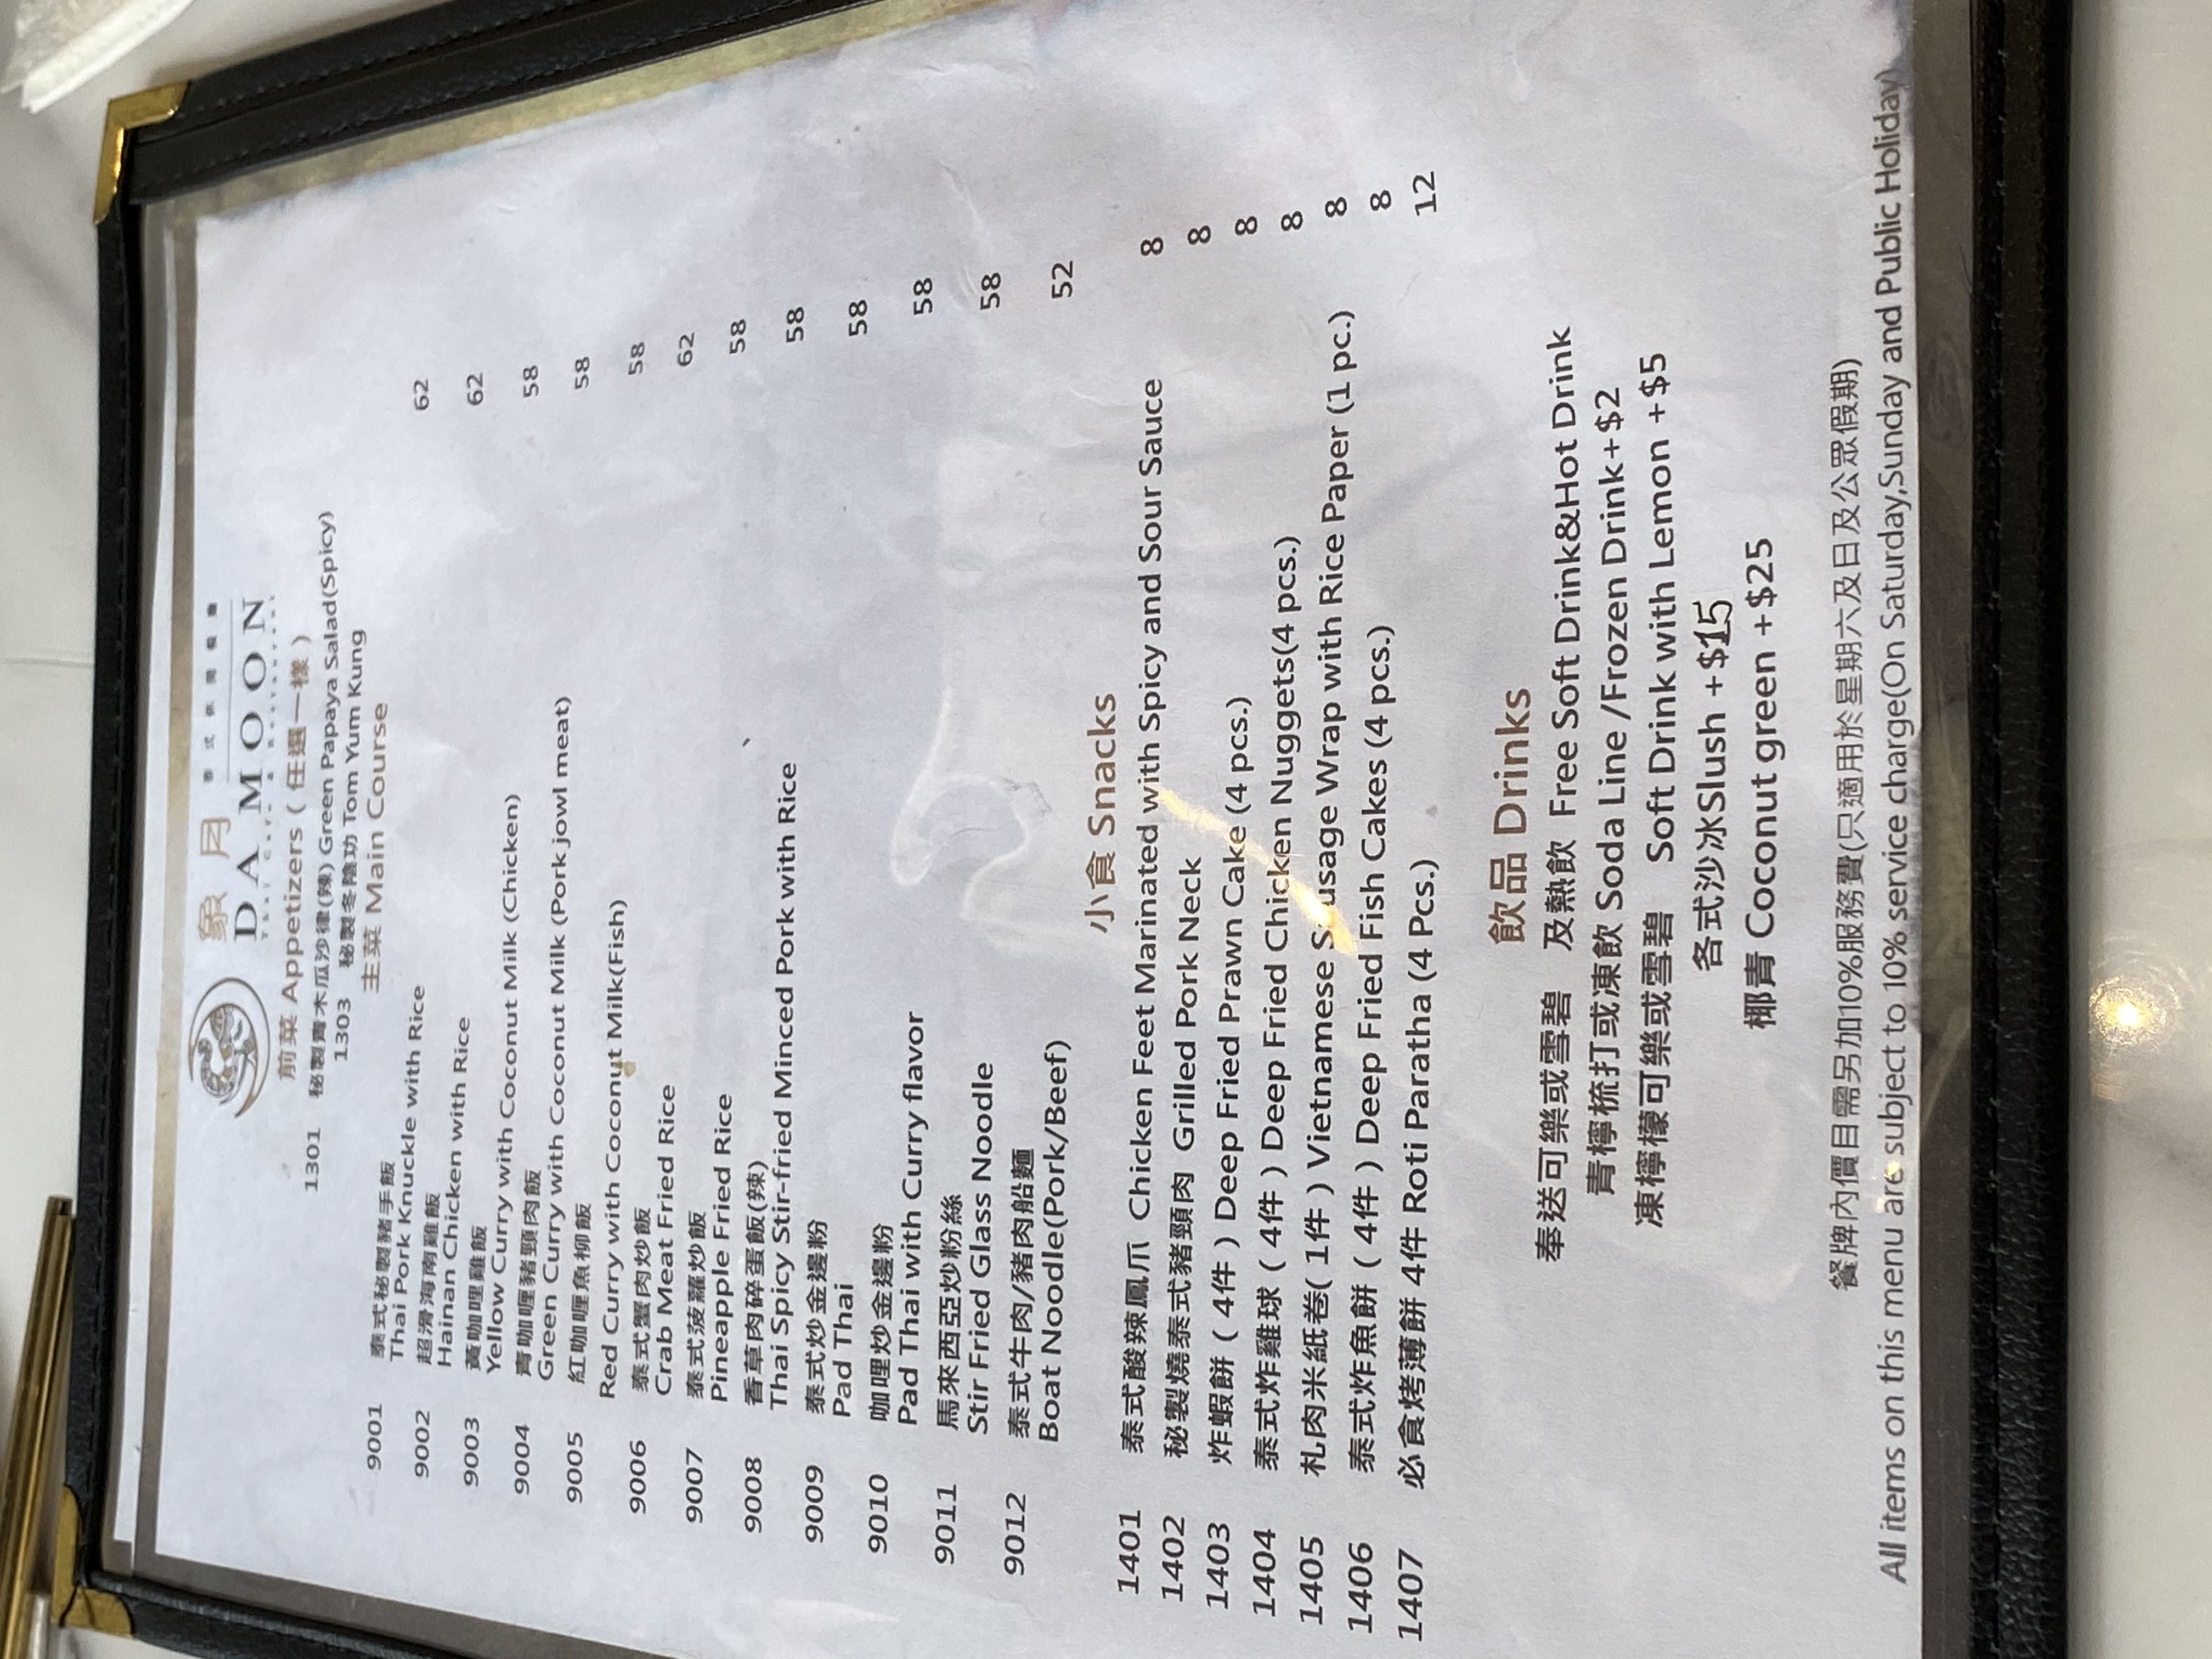 象月
DAMOON
前菜 Appetizers ( 任選一樣 )
1301 秘製青木瓜沙律(辣) Green Papaya Salad(Spicy)
1303 秘製冬陰功 Tom Yum Kung
主菜 Main Course
9001 泰式秘製豬手飯
Thai Pork Knuckle with Rice 62
9002 超滑海南雞飯
Hainan Chicken with Rice 62
9003 黃咖喱雞飯
Yellow Curry with Coconut Milk (Chicken) 58
9004 青咖喱豬頸肉飯
Green Curry with Coconut Milk (Pork jowl meat) 58
9005 紅咖喱魚柳飯
Red Curry with Coconut Milk(Fish) 58
9006 泰式蟹肉炒飯
Crab Meat Fried Rice 62
9007 泰式菠蘿炒飯
Pineapple Fried Rice 58
9008 香草肉碎蛋飯(辣)
Thai Spicy Stir-fried Minced Pork with Rice 58
9009 泰式炒金邊粉
Pad Thai 58
9010 咖哩炒金邊粉
Pad Thai with Curry flavor 58
9011 馬來西亞炒粉絲
Stir Fried Glass Noodle 58
9012 泰式牛肉/豬肉船麵
Boat Noodle(Pork/Beef) 52
小食 Snacks
1401 泰式酸辣鳳爪 Chicken Feet Marinated with Spicy and Sour Sauce 8
1402 秘製燒泰式豬頸肉 Grilled Pork Neck 8
1403 炸蝦餅 ( 4件 ) Deep Fried Prawn Cake (4 pcs.) 8
1404 泰式炸雞球 ( 4件 ) Deep Fried Chicken Nuggets(4 pcs.) 8
1405 札肉米紙卷( 1件 ) Vietnamese Sausage Wrap with Rice Paper (1 pc.) 8
1406 泰式炸魚餅 ( 4件 ) Deep Fried Fish Cakes (4 pcs.) 8
1407 必食烤薄餅 4件 Roti Paratha (4 Pcs.) 12
飲品 Drinks
奉送可樂或雪碧 及熱飲 Free Soft Drink&Hot Drink
青檸梳打或凍飲 Soda Line /Frozen Drink+$2
凍檸檬可樂或雪碧 Soft Drink with Lemon +$5
各式沙冰Slush +$15
椰青 Coconut green +$25
餐牌內價目需另加10%服務費(只適用於星期六及日及公眾假期)
All items on this menu are subject to 10% service charge(On Saturday,Sunday and Public Holiday)